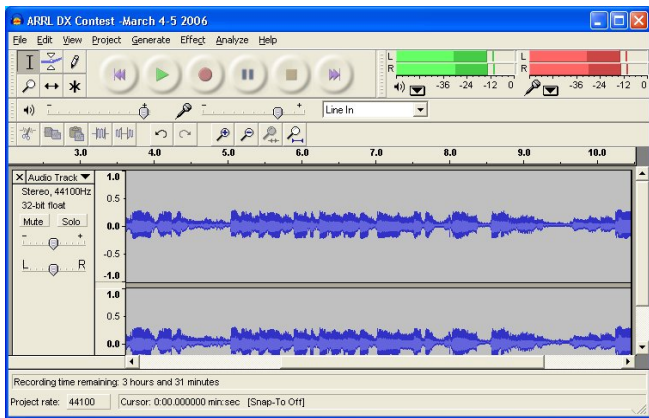 ARRL DX Contest -March 4-5 2006
File Edit View Project Generate Effect Analyze Help
L
R
-36 -24 -12 0
L
R
-36 -24 -12 0
- + - + Line In
3.0 4.0 5.0 6.0 7.0 8.0 9.0 10.0
X Audio Track
Stereo, 44100Hz
32-bit float
Mute Solo
- +
L R
1.0
0.5
0.0
-0.5
-1.0
1.0
0.5
0.0
Recording time remaining: 3 hours and 31 minutes
Project rate: 44100 Cursor: 0:00.000000 min:sec [Snap-To Off]